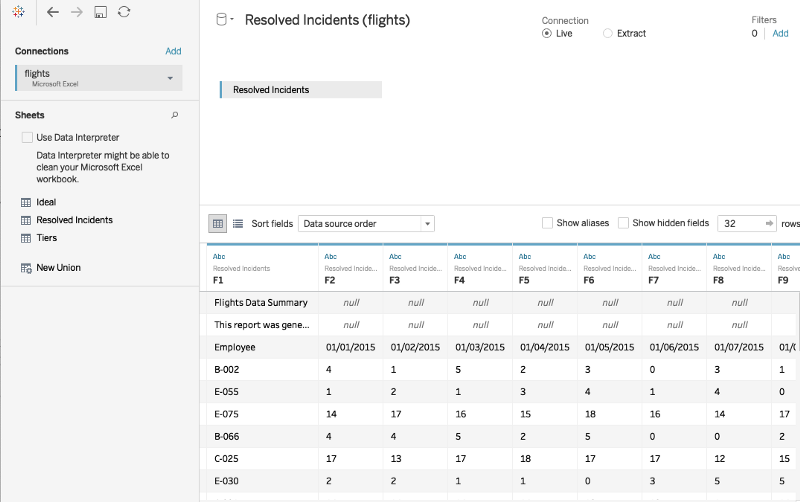 Resolved Incidents (flights)
Connection
Live Extract
Filters
0 Add
Connections Add
flights
Microsoft Excel
Resolved Incidents
Sheets
Use Data Interpreter
Data Interpreter might be able to
clean your Microsoft Excel
workbook.
Ideal
Resolved Incidents
Tiers
New Union
Sort fields Data source order Show aliases Show hidden fields 32 rows
Abc Abc Abc Abc Abc Abc Abc Abc Abc
Resolved Incidents Resolved Incide... Resolved Incide... Resolved Incide... Resolved Incide... Resolved Incide... Resolved Incide... Resolved Incide...
F1 F2 F3 F4 F5 F6 F7 F8 F9
Flights Data Summary null null null null null null null
This report was gene... null null null null null null null
Employee 01/01/2015 01/02/2015 01/03/2015 01/04/2015 01/05/2015 01/06/2015 01/07/2015
B-002 4 1 5 2 3 0 3 1
E-055 1 2 1 3 4 1 4 0
E-075 14 17 16 15 18 16 14 17
B-066 4 4 5 2 5 0 0 2
C-025 17 13 17 18 17 17 12 15
E-030 2 2 1 1 0 3 5 5